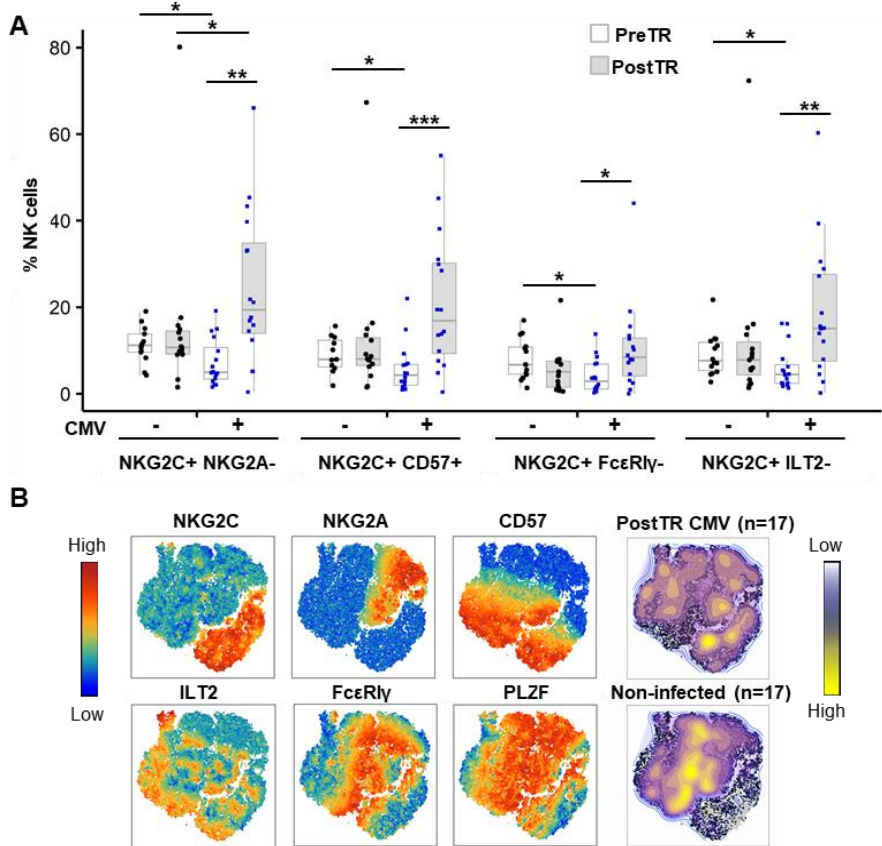 A
* * ** * *** * * * **
PreTR
PostTR
80
60
40
20
0
% NK cells
CMV - + - + - + - +
NKG2C+ NKG2A- NKG2C+ CD57+ NKG2C+ FcεRIγ- NKG2C+ ILT2-
B
NKG2C NKG2A CD57 PostTR CMV (n=17)
High Low
ILT2 FcεRIγ PLZF Non-infected (n=17)
Low High